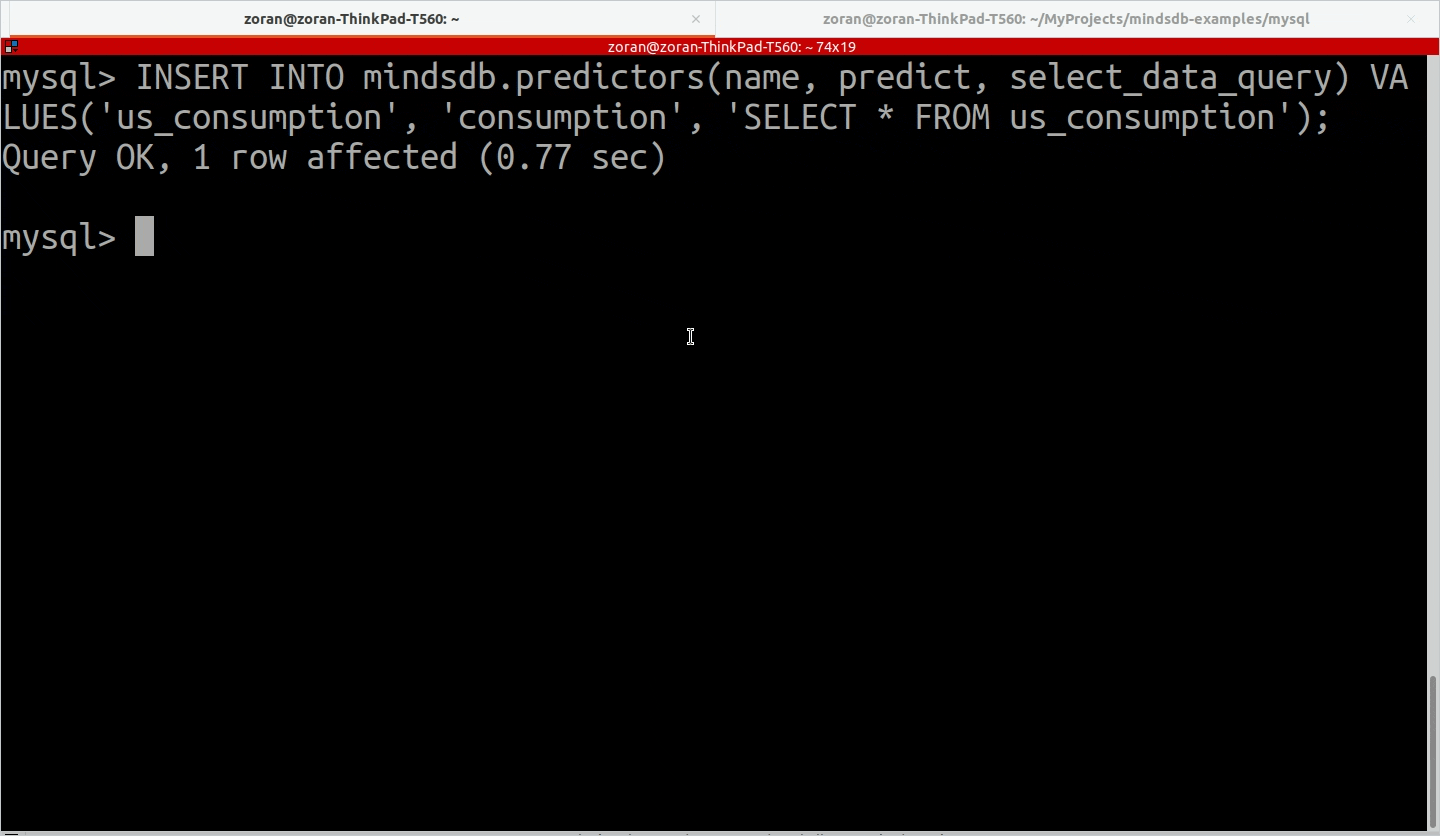 zoran@zoran-ThinkPad-T560: ~ × zoran@zoran-ThinkPad-T560: ~/MyProjects/mindsdb-examples/mysql ×
zoran@zoran-ThinkPad-T560: ~ 74x19
mysql> INSERT INTO mindsdb.predictors(name, predict, select_data_query) VA
LUES('us_consumption', 'consumption', 'SELECT * FROM us_consumption');
Query OK, 1 row affected (0.77 sec)
mysql>